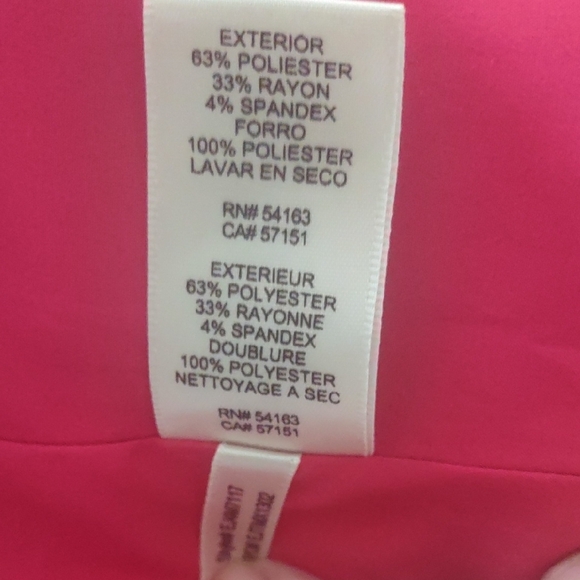 EXTERIOR
63% POLIESTER
33% RAYON
4% SPANDEX
FORRO
100% POLIESTER
LAVAR EN SECO
RN# 54163
CA# 57151
EXTERIEUR
63% POLYESTER
33% RAYONNE
4% SPANDEX
DOUBLURE
100% POLYESTER
NETTOYAGE A SEC
RN# 54163
CA# 57151